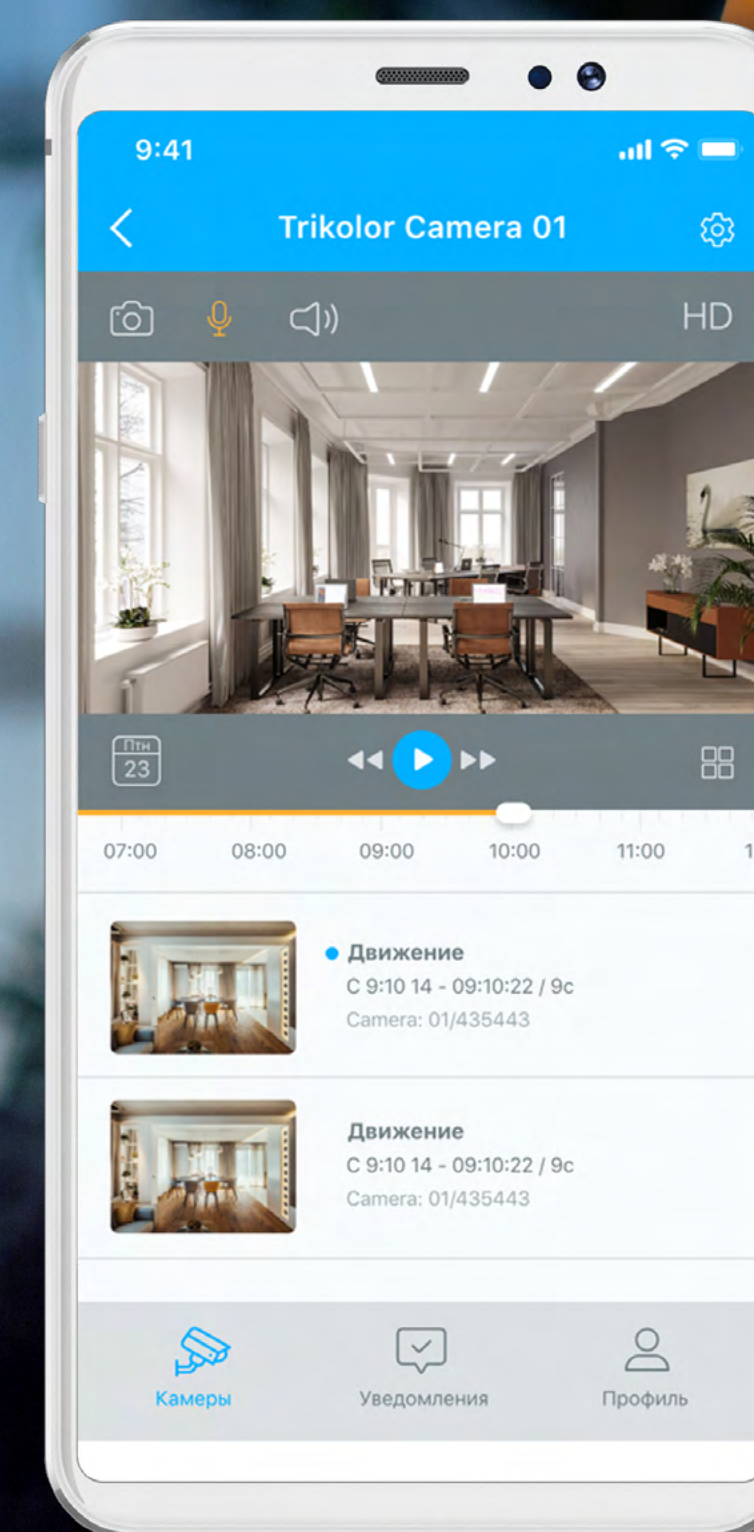 9:41
Trikolor Camera 01
HD
Птн
23
07:00 08:00 09:00 10:00 11:00
Движение
С 9:10 14 - 09:10:22 / 9с
Camera: 01/435443
Движение
С 9:10 14 - 09:10:22 / 9с
Camera: 01/435443
Камеры Уведомления Профиль